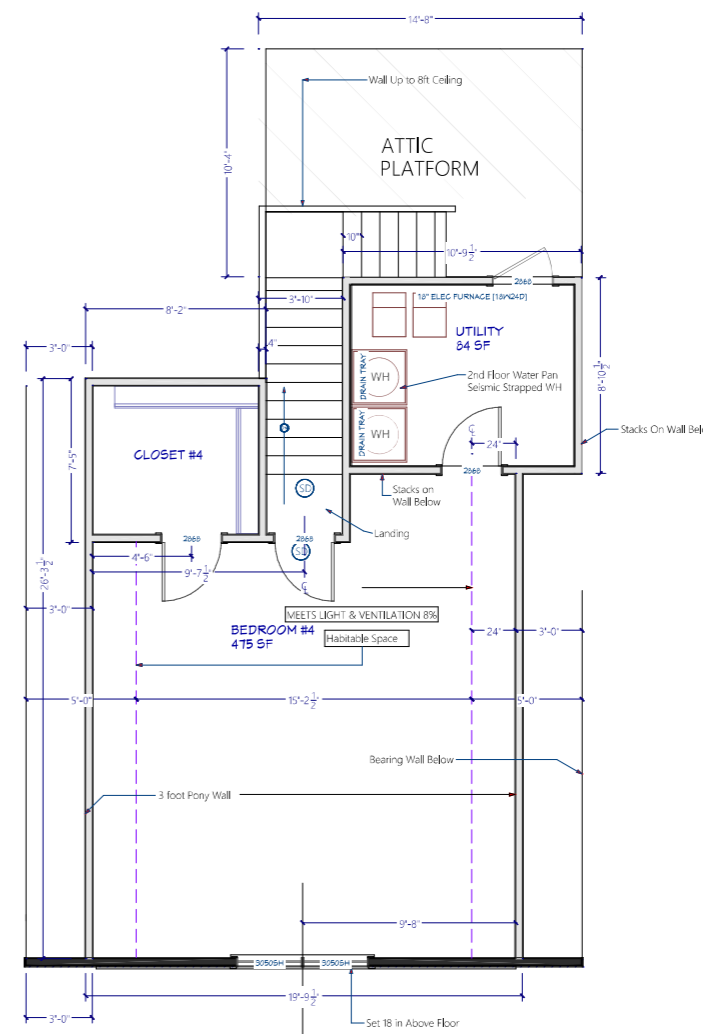 14'-8"
Wall Up to 8ft Ceiling
ATTIC
PLATFORM
10'-4"
10"
10'-9 1/2"
2868
18" ELEC FURNACE [18W24D]
3'-10"
8'-2"
UTILITY
84 SF
3'-0"
4"
DRAIN TRAY
WH
2nd Floor Water Pan
Seismic Strapped WH
8'-10 1/2"
DRAIN TRAY
WH
Stacks On Wall Bel
CLOSET #4
7'-5"
24"
2868
SD
Stacks on
Wall Below
Landing
2868
2868
SD
4'-6"
9'-7 1/2"
26'-3 1/2"
3'-0"
MEETS LIGHT & VENTILATION 8%
BEDROOM #4
475 SF
Habitable Space
24"
3'-0"
5'-0"
15'-2 1/2"
5'-0"
Bearing Wall Below
3 foot Pony Wall
9'-8"
3050SH
3050SH
19'-9 1/2"
3'-0"
Set 18 in Above Floor